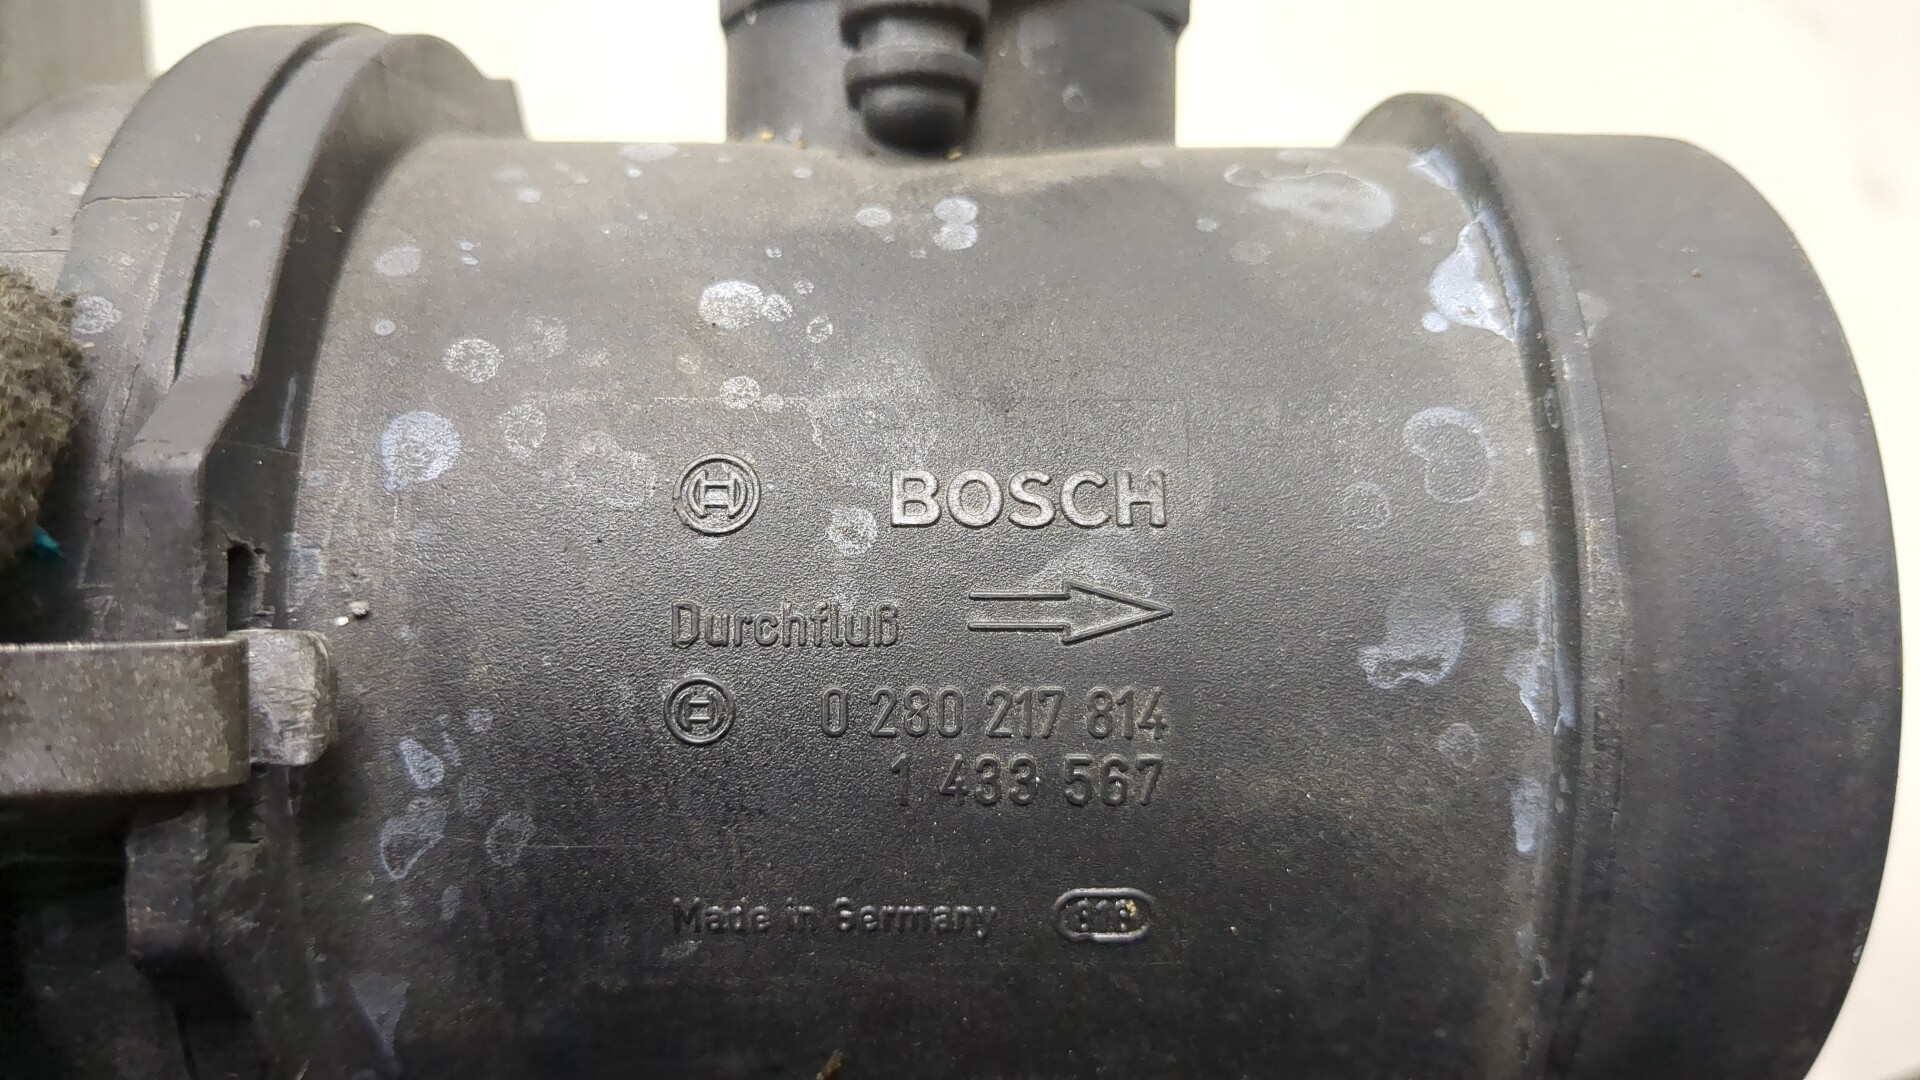 BOSCH
Durchfluß
0 280 217 814
1 433 567
Made in Germany